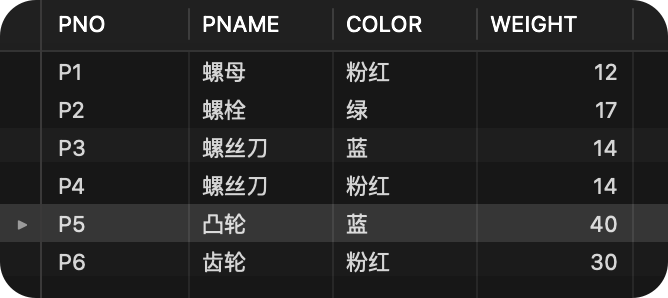 PNO PNAME COLOR WEIGHT
P1 螺母 粉红 12
P2 螺栓 绿 17
P3 螺丝刀 蓝 14
P4 螺丝刀 粉红 14
P5 凸轮 蓝 40
P6 齿轮 粉红 30